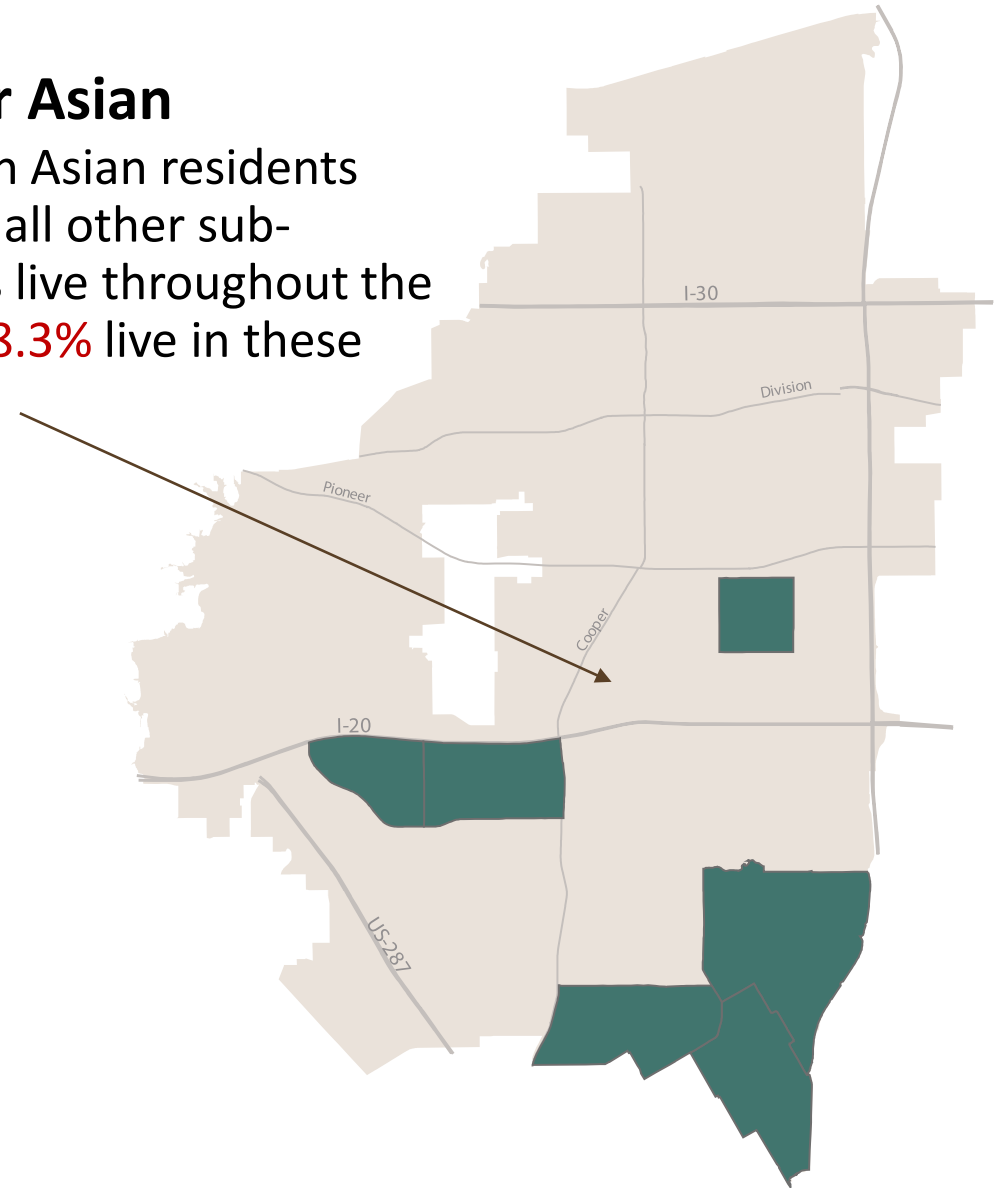 r Asian
n Asian residents
all other sub-
s live throughout the
8.3% live in these
I-30
Division
Pioneer
Cooper
I-20
US-287